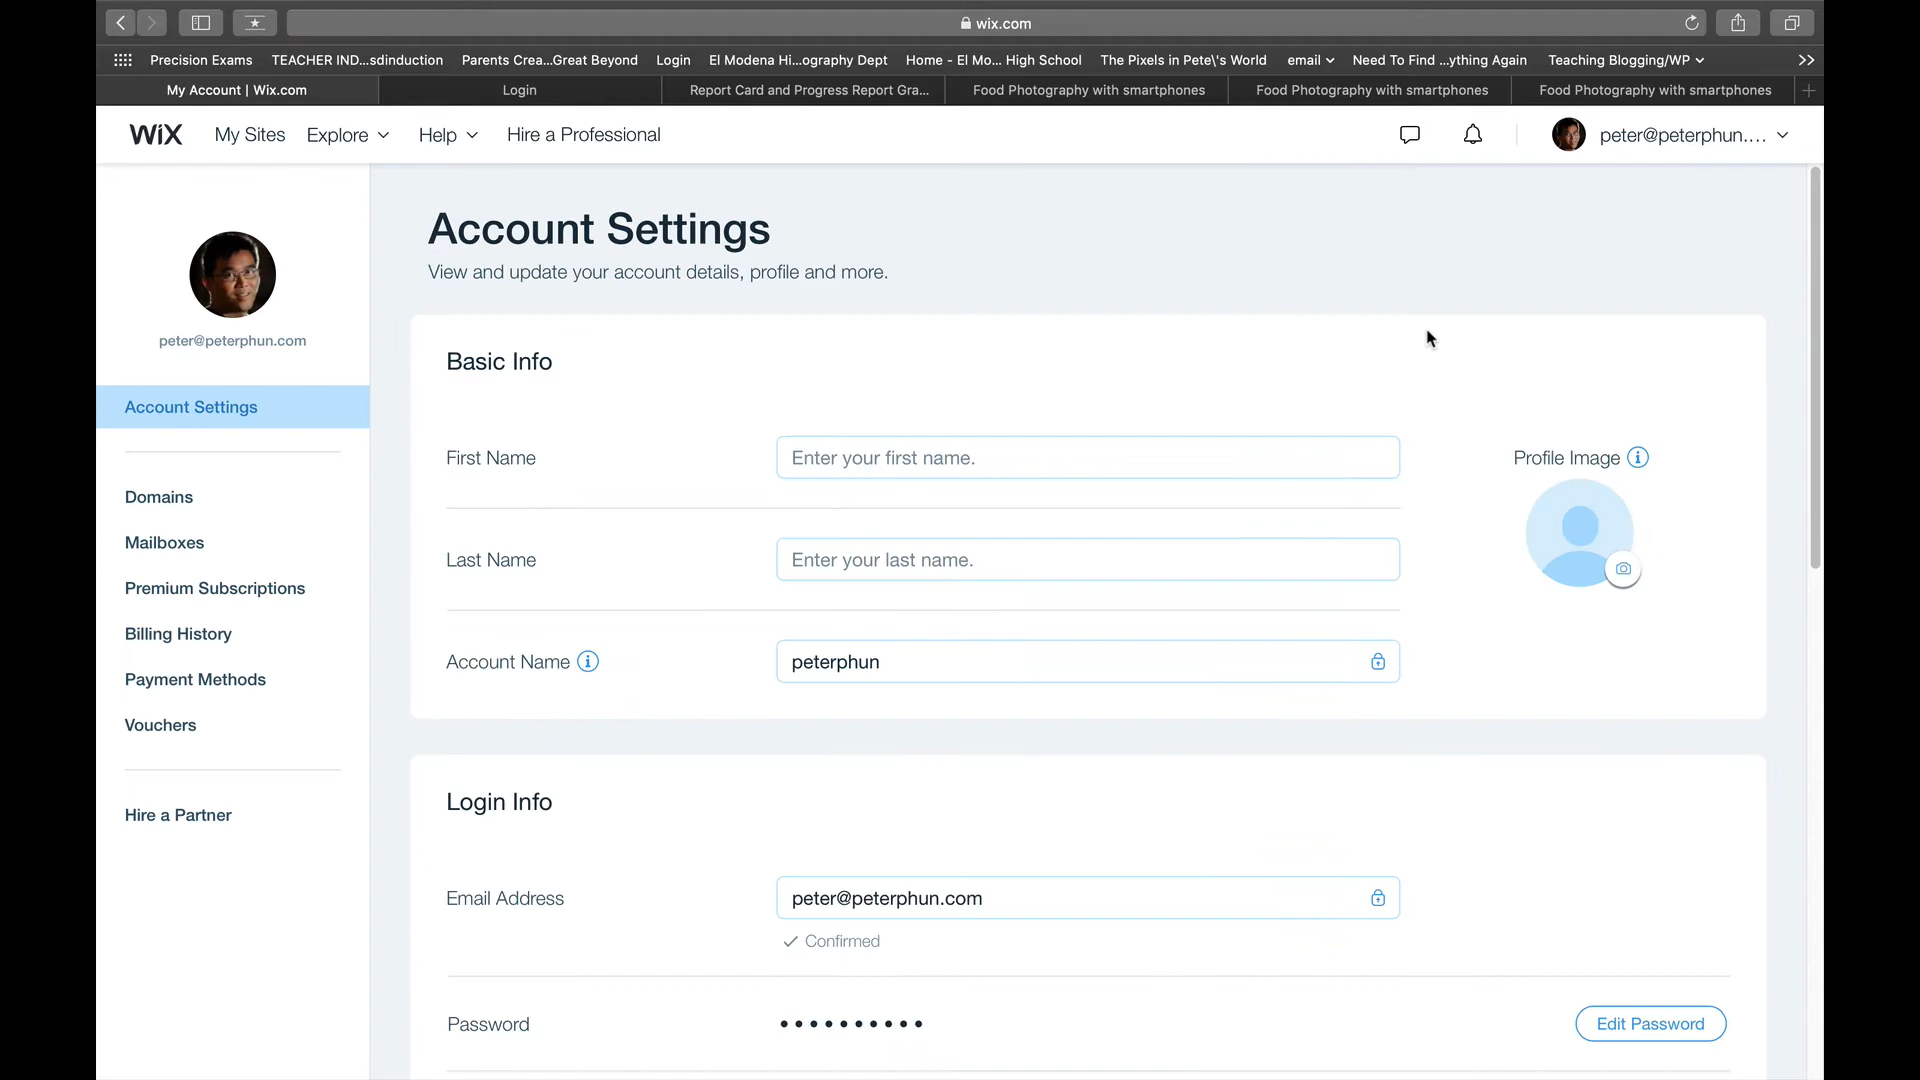 wix.com
Precision Exams TEACHER IND...sdinduction Parents Crea...Great Beyond Login El Modena Hi...ography Dept Home - El Mo... High School The Pixels in Pete\'s World email Need To Find ...ything Again Teaching Blogging/WP
My Account | Wix.com Login Report Card and Progress Report Gra... Food Photography with smartphones Food Photography with smartphones Food Photography with smartphones
WiX My Sites Explore Help Hire a Professional peter@peterphun....
Account Settings
View and update your account details, profile and more.
peter@peterphun.com
Account Settings
Domains
Mailboxes
Premium Subscriptions
Billing History
Payment Methods
Vouchers
Hire a Partner
Basic Info
First Name Enter your first name. Profile Image
Last Name Enter your last name.
Account Name peterphun
Login Info
Email Address peter@peterphun.com
Confirmed
Password •••••••••• Edit Password